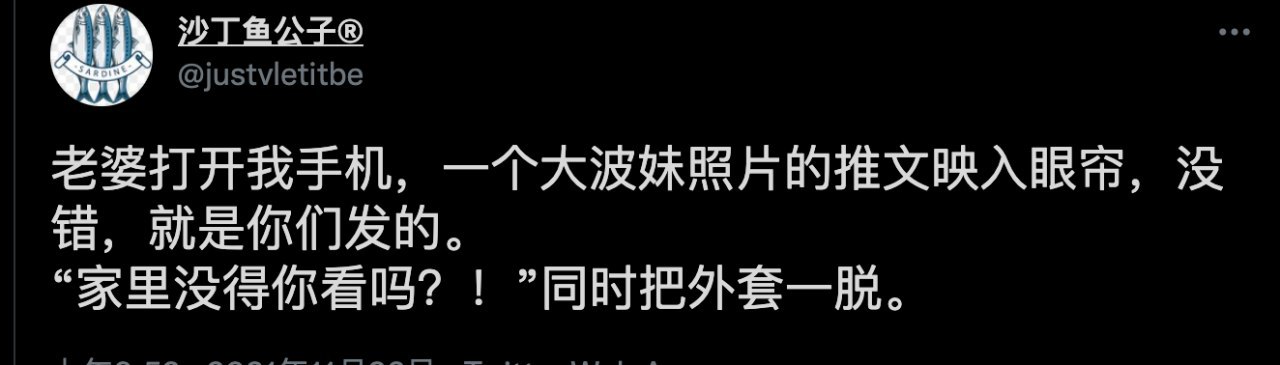 沙丁鱼公子®
SARDINE
@justvletitbe
老婆打开我手机，一个大波妹照片的推文映入眼帘，没
错，就是你们发的。
“家里没得你看吗？！”同时把外套一脱。